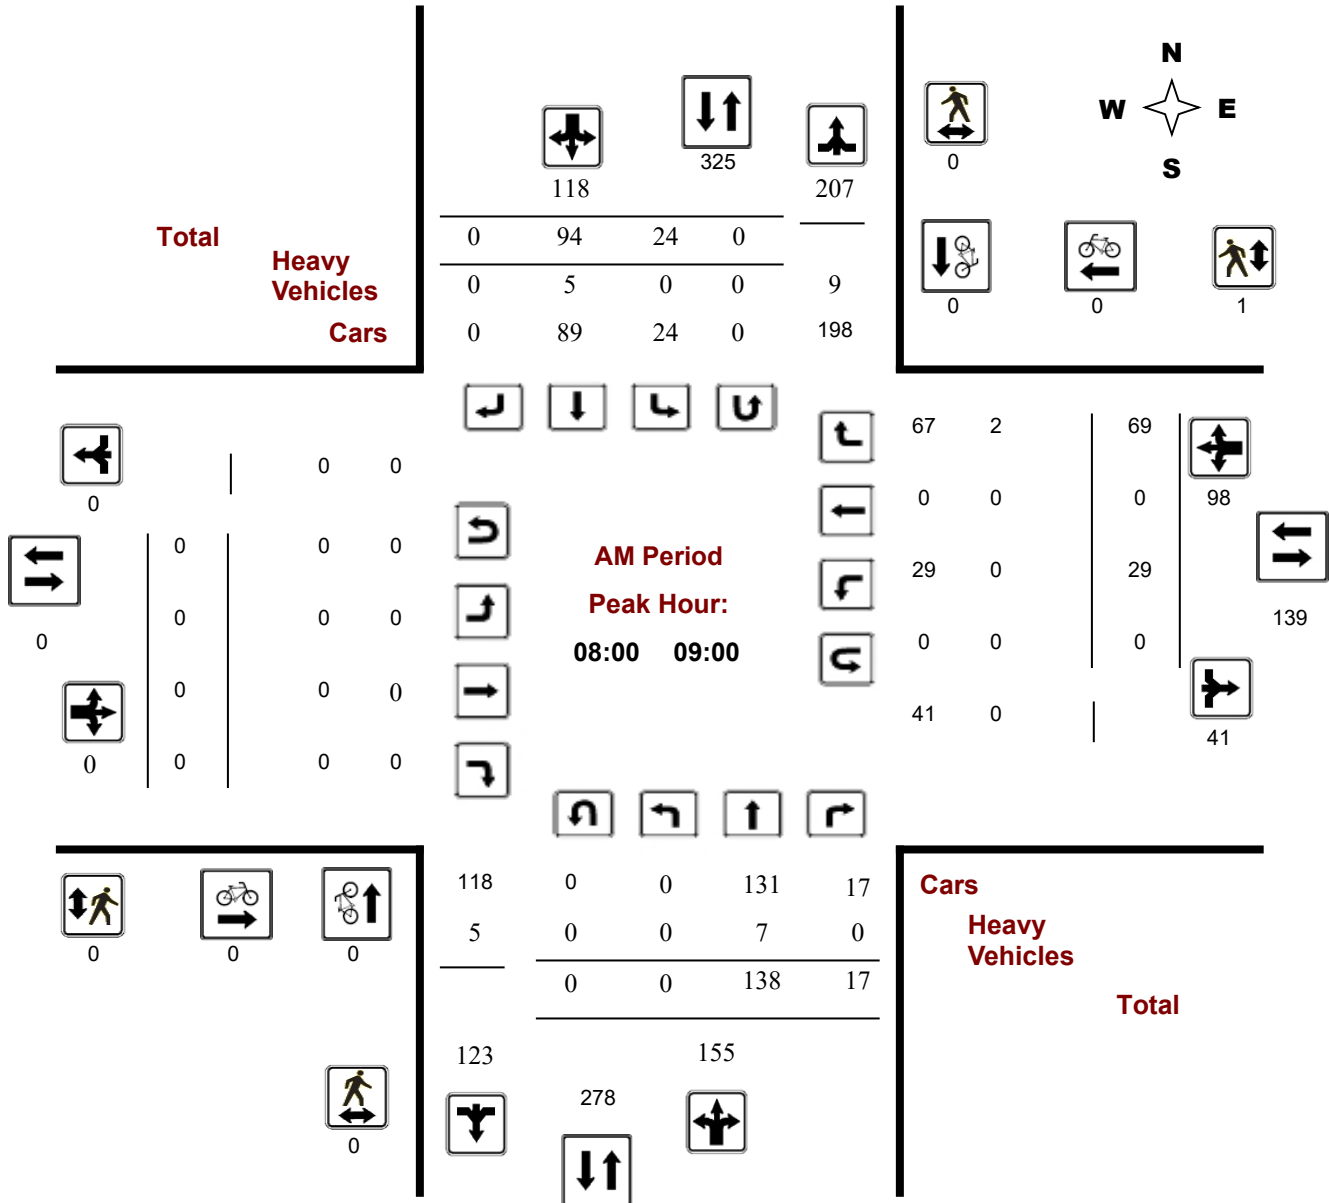 N
W E
S
325
118 207
0
Total 0 94 24 0
Heavy
Vehicles 0 5 0 0 9
0 0 1
Cars 0 89 24 0 198
67 2 69
0 0
0 0 0 0 98
0 0 0
AM Period
29 0 29
Peak Hour:
0 0 0 139
0 08:00 09:00 0 0 0
0 0 0
41 0
41
0 0 0 0
118 0 0 131 17 Cars
5 0 0 7 0 Heavy
Vehicles
0 0 0
0 0 138 17
Total
123 155
278
0